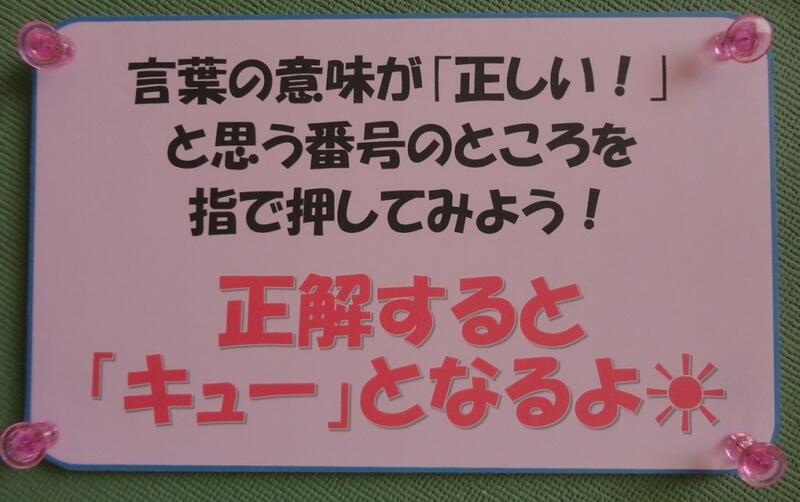 言葉の意味が「正しい！」
と思う番号のところを
指で押してみよう！
正解すると
「キュー」となるよ☀